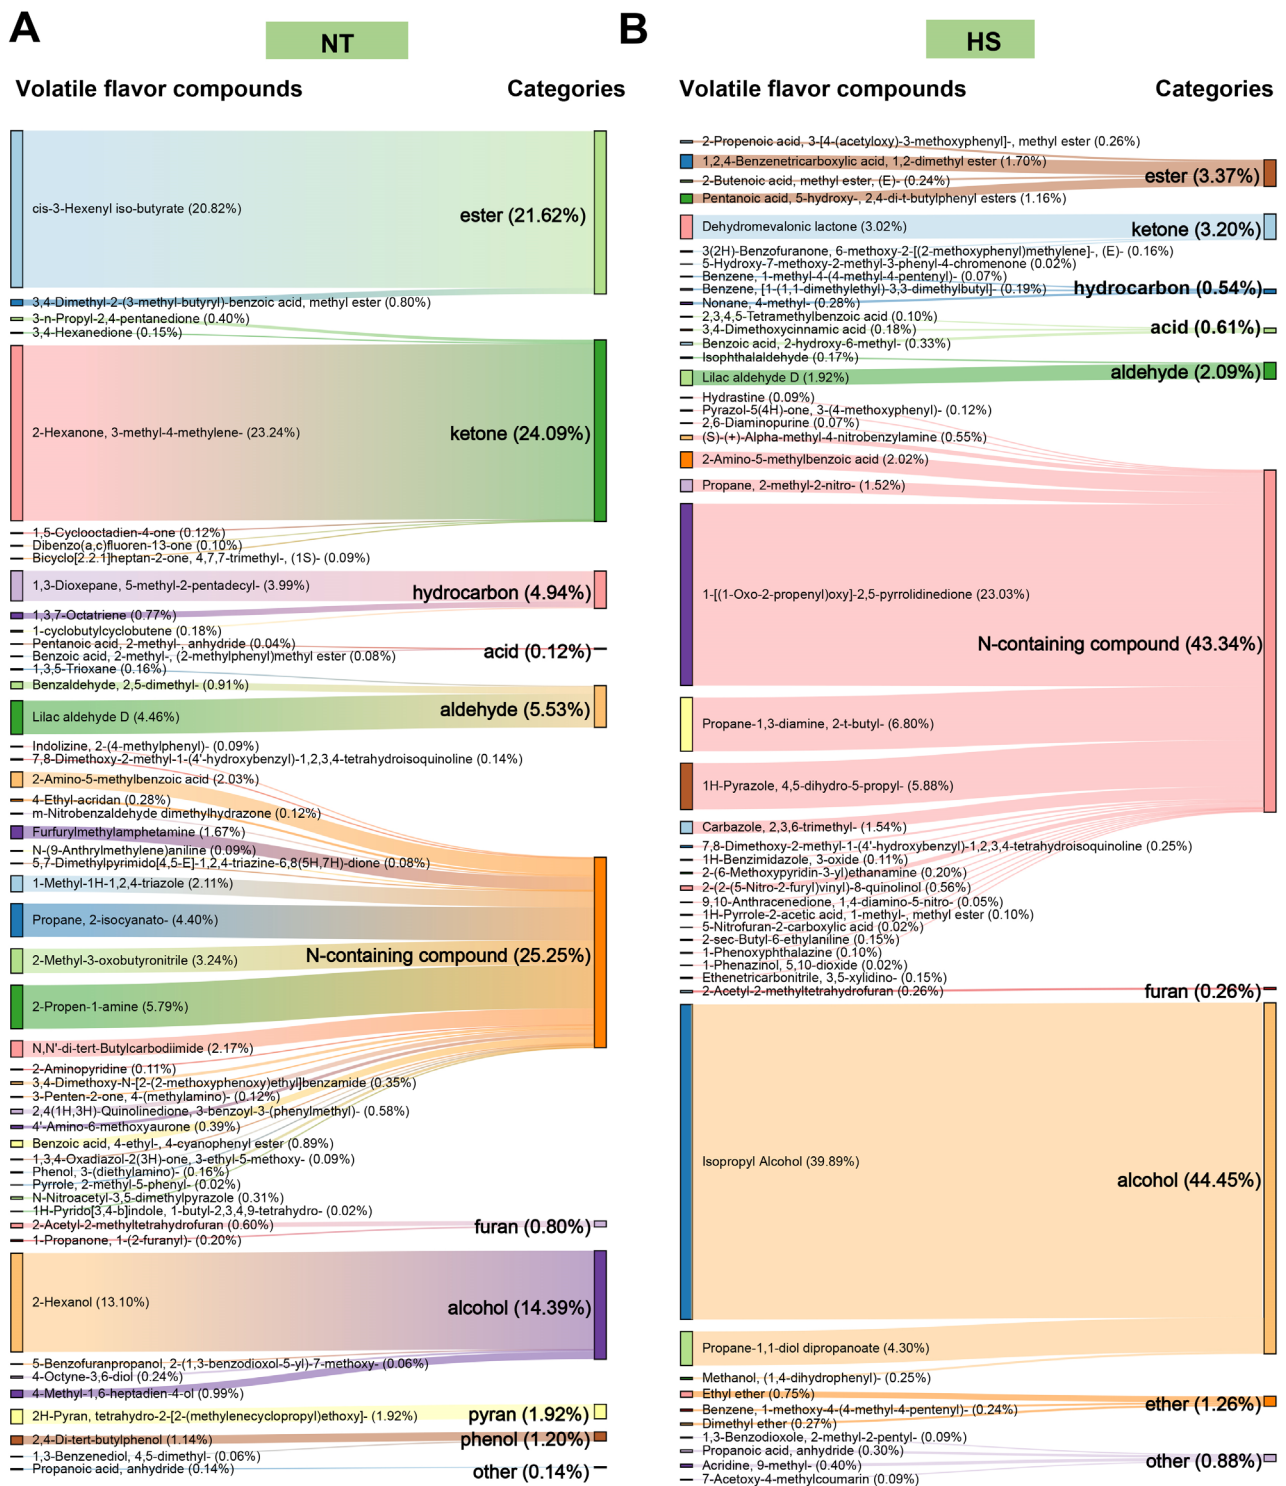 A
NT
Volatile flavor compounds
Categories
cis-3-Hexenyl iso-butyrate (20.82%)
ester (21.62%)
3,4-Dimethyl-2-(3-methyl-butyryl)-benzoic acid, methyl ester (0.80%)
3-n-Propyl-2,4-pentanedione (0.40%)
3,4-Hexanedione (0.15%)
2-Hexanone, 3-methyl-4-methylene- (23.24%)
ketone (24.09%)
1,5-Cyclooctadien-4-one (0.12%)
Dibenzo(a,c)fluoren-13-one (0.10%)
Bicyclo[2.2.1]heptan-2-one, 4,7,7-trimethyl-, (1S)- (0.09%)
1,3-Dioxepane, 5-methyl-2-pentadecyl- (3.99%)
hydrocarbon (4.94%)
1,3,7-Octatriene (0.77%)
1-cyclobutylcyclobutene (0.18%)
Pentanoic acid, 2-methyl-, anhydride (0.04%)
acid (0.12%)
Benzoic acid, 2-methyl-, (2-methylphenyl)methyl ester (0.08%)
1,3,5-Trioxane (0.16%)
Benzaldehyde, 2,5-dimethyl- (0.91%)
aldehyde (5.53%)
Lilac aldehyde D (4.46%)
Indolizine, 2-(4-methylphenyl)- (0.09%)
7,8-Dimethoxy-2-methyl-1-(4'-hydroxybenzyl)-1,2,3,4-tetrahydroisoquinoline (0.14%)
2-Amino-5-methylbenzoic acid (2.03%)
4-Ethyl-acridan (0.28%)
m-Nitrobenzaldehyde dimethylhydrazone (0.12%)
Furfurylmethylamphetamine (1.67%)
N-(9-Anthrylmethylene)aniline (0.09%)
5,7-Dimethylpyrimido[4,5-E]-1,2,4-triazine-6,8(5H,7H)-dione (0.08%)
1-Methyl-1H-1,2,4-triazole (2.11%)
Propane, 2-isocyanato- (4.40%)
2-Methyl-3-oxobutyronitrile (3.24%)
N-containing compound (25.25%)
2-Propen-1-amine (5.79%)
N,N'-di-tert-Butylcarbodiimide (2.17%)
2-Aminopyridine (0.11%)
3,4-Dimethoxy-N-[2-(2-methoxyphenoxy)ethyl]benzamide (0.35%)
3-Penten-2-one, 4-(methylamino)- (0.12%)
2,4(1H,3H)-Quinolinedione, 3-benzoyl-3-(phenylmethyl)- (0.58%)
4'-Amino-6-methoxyaurone (0.39%)
Benzoic acid, 4-ethyl-, 4-cyanophenyl ester (0.89%)
1,3,4-Oxadiazol-2(3H)-one, 3-ethyl-5-methoxy- (0.09%)
Phenol, 3-(diethylamino)- (0.16%)
Pyrrole, 2-methyl-5-phenyl- (0.02%)
N-Nitroacetyl-3,5-dimethylpyrazole (0.31%)
1H-Pyrido[3,4-b]indole, 1-butyl-2,3,4,9-tetrahydro- (0.02%)
2-Acetyl-2-methyltetrahydrofuran (0.60%)
furan (0.80%)
1-Propanone, 1-(2-furanyl)- (0.20%)
2-Hexanol (13.10%)
alcohol (14.39%)
5-Benzofuranpropanol, 2-(1,3-benzodioxol-5-yl)-7-methoxy- (0.06%)
4-Octyne-3,6-diol (0.24%)
4-Methyl-1,6-heptadien-4-ol (0.99%)
2H-Pyran, tetrahydro-2-[2-(methylenecyclopropyl)ethoxy]- (1.92%)
pyran (1.92%)
2,4-Di-tert-butylphenol (1.14%)
phenol (1.20%)
1,3-Benzenediol, 4,5-dimethyl- (0.06%)
Propanoic acid, anhydride (0.14%)
other (0.14%)
B
HS
Volatile flavor compounds
Categories
2-Propenoic acid, 3-[4-(acetyloxy)-3-methoxyphenyl]-, methyl ester (0.26%)
1,2,4-Benzenetricarboxylic acid, 1,2-dimethyl ester (1.70%)
ester (3.37%)
2-Butenoic acid, methyl ester, (E)- (0.24%)
Pentanoic acid, 5-hydroxy-, 2,4-di-t-butylphenyl esters (1.16%)
Dehydromevalonic lactone (3.02%)
ketone (3.20%)
3(2H)-Benzofuranone, 6-methoxy-2-[(2-methoxyphenyl)methylene]-, (E)- (0.16%)
5-Hydroxy-7-methoxy-2-methyl-3-phenyl-4-chromenone (0.02%)
Benzene, 1-methyl-4-(4-methyl-4-pentenyl)- (0.07%)
Benzene, [1-(1,1-dimethylethyl)-3,3-dimethylbutyl]- (0.19%)
hydrocarbon (0.54%)
Nonane, 4-methyl- (0.28%)
2,3,4,5-Tetramethylbenzoic acid (0.10%)
3,4-Dimethoxycinnamic acid (0.18%)
acid (0.61%)
Benzoic acid, 2-hydroxy-6-methyl- (0.33%)
Isophthalaldehyde (0.17%)
Lilac aldehyde D (1.92%)
aldehyde (2.09%)
Hydrastine (0.09%)
Pyrazol-5(4H)-one, 3-(4-methoxyphenyl)- (0.12%)
2,6-Diaminopurine (0.07%)
(S)-(+)-Alpha-methyl-4-nitrobenzylamine (0.55%)
2-Amino-5-methylbenzoic acid (2.02%)
Propane, 2-methyl-2-nitro- (1.52%)
1-[(1-Oxo-2-propenyl)oxy]-2,5-pyrrolidinedione (23.03%)
N-containing compound (43.34%)
Propane-1,3-diamine, 2-t-butyl- (6.80%)
1H-Pyrazole, 4,5-dihydro-5-propyl- (5.88%)
Carbazole, 2,3,6-trimethyl- (1.54%)
7,8-Dimethoxy-2-methyl-1-(4'-hydroxybenzyl)-1,2,3,4-tetrahydroisoquinoline (0.25%)
1H-Benzimidazole, 3-oxide (0.11%)
2-(6-Methoxypyridin-3-yl)ethanamine (0.20%)
2-(2-(5-Nitro-2-furyl)vinyl)-8-quinolinol (0.56%)
9,10-Anthracenedione, 1,4-diamino-5-nitro- (0.05%)
1H-Pyrrole-2-acetic acid, 1-methyl-, methyl ester (0.10%)
5-Nitrofuran-2-carboxylic acid (0.02%)
2-sec-Butyl-6-ethylaniline (0.15%)
1-Phenoxyphthalazine (0.10%)
1-Phenazinol, 5,10-dioxide (0.02%)
Ethenetricarbonitrile, 3,5-xylidino- (0.15%)
2-Acetyl-2-methyltetrahydrofuran (0.26%)
furan (0.26%)
Isopropyl Alcohol (39.89%)
alcohol (44.45%)
Propane-1,1-diol dipropanoate (4.30%)
Methanol, (1,4-dihydrophenyl)- (0.25%)
Ethyl ether (0.75%)
ether (1.26%)
Benzene, 1-methoxy-4-(4-methyl-4-pentenyl)- (0.24%)
Dimethyl ether (0.27%)
1,3-Benzodioxole, 2-methyl-2-pentyl- (0.09%)
Propanoic acid, anhydride (0.30%)
other (0.88%)
Acridine, 9-methyl- (0.40%)
7-Acetoxy-4-methylcoumarin (0.09%)